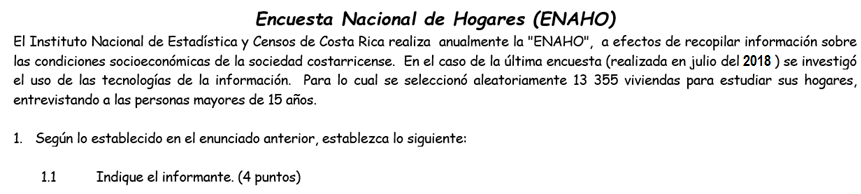 Encuesta Nacional de Hogares (ENAHO)
El Instituto Nacional de Estadística y Censos de Costa Rica realiza anualmente la "ENAHO", a efectos de recopilar información sobre
las condiciones socioeconómicas de la sociedad costarricense. En el caso de la última encuesta (realizada en julio del 2018 ) se investigó
el uso de las tecnologías de la información. Para lo cual se seleccionó aleatoriamente 13 355 viviendas para estudiar sus hogares,
entrevistando a las personas mayores de 15 años.
1. Según lo establecido en el enunciado anterior, establezca lo siguiente:
1.1 Indique el informante. (4 puntos)